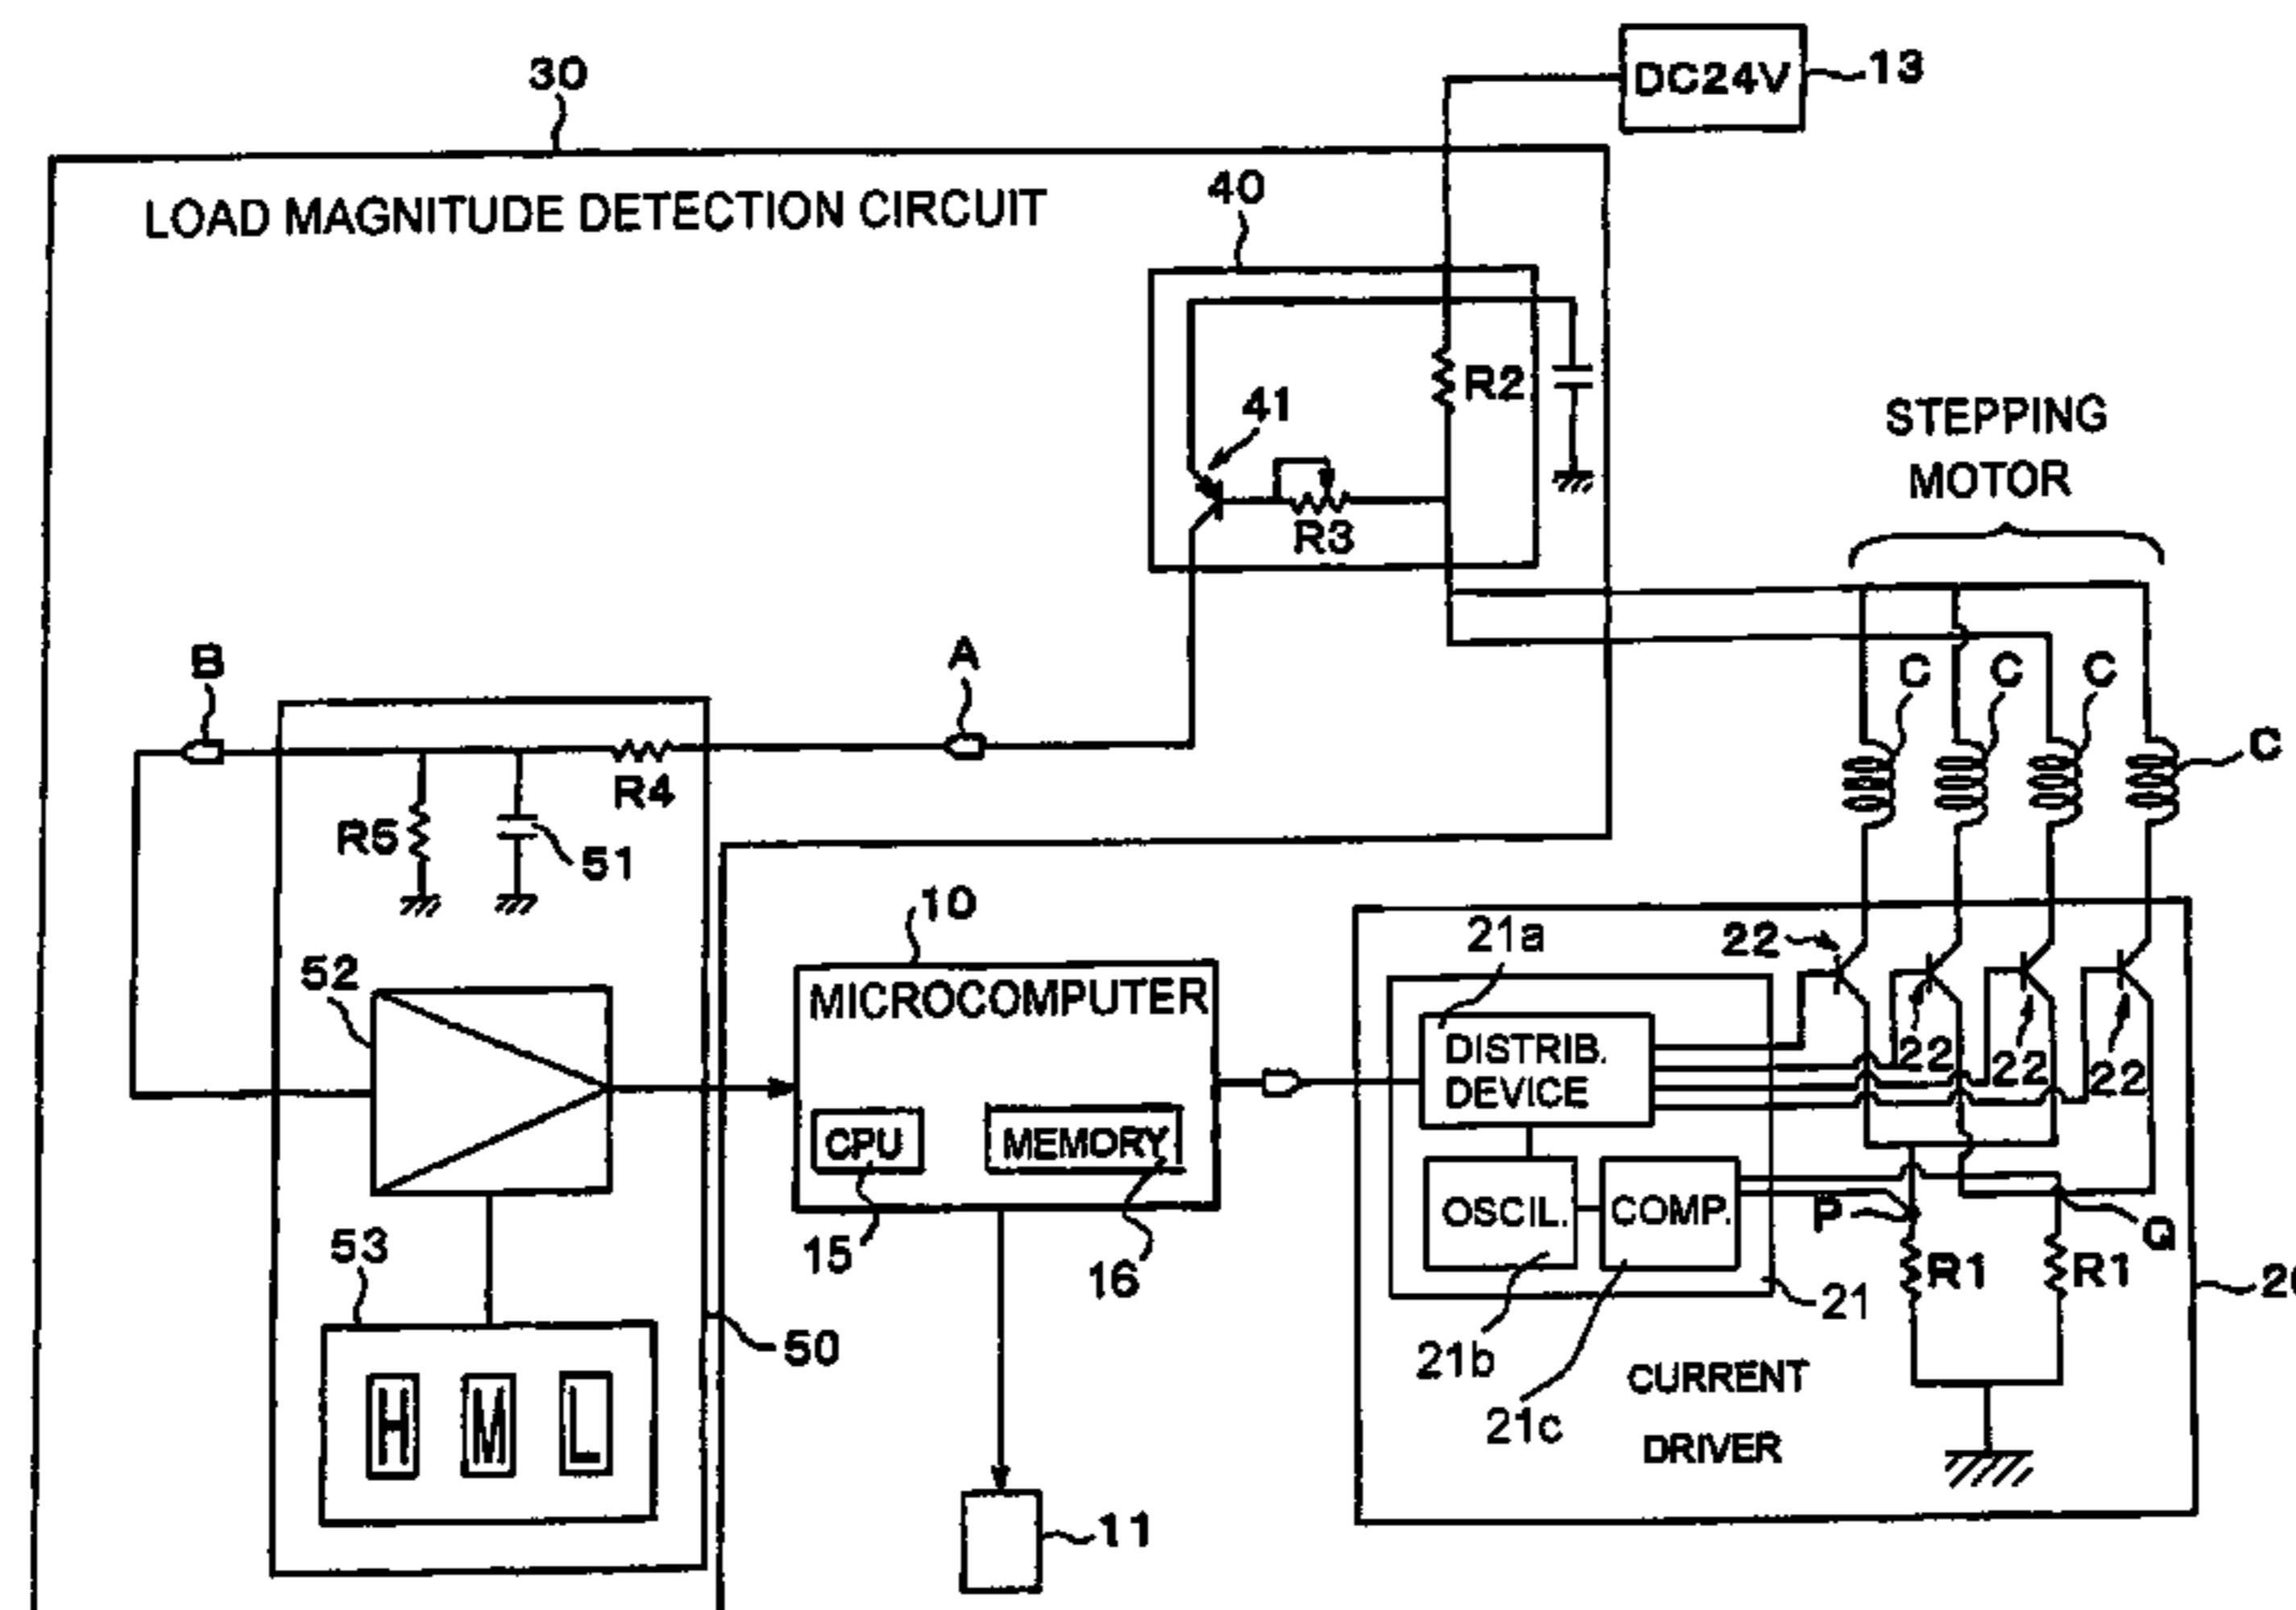 DC24V
13
30
LOAD MAGNITUDE DETECTION CIRCUIT
40
R2
41
R3
STEPPING
MOTOR
B
A
C
C
C
C
R4
R5
51
10
52
MICROCOMPUTER
CPU
MEMORY
15
16
53
H M L
50
11
21a
22
22
22
22
DISTRIB.
DEVICE
OSCIL.
COMP.
P
Q
R1
R1
21
21b
21c
CURRENT
DRIVER